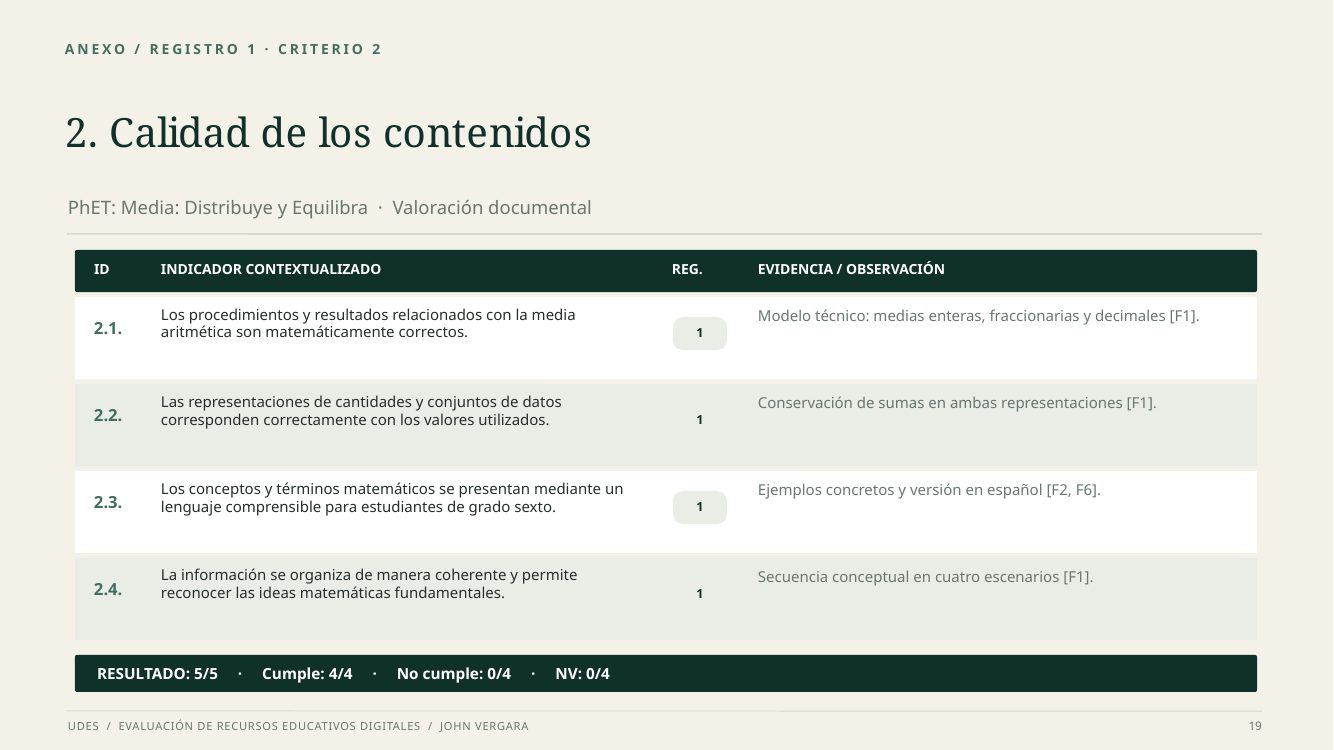 ANEXO / REGISTRO 1 · CRITERIO 2
2. Calidad de los contenidos
PhET: Media: Distribuye y Equilibra · Valoración documental
ID INDICADOR CONTEXTUALIZADO REG. EVIDENCIA / OBSERVACIÓN
2.1. Los procedimientos y resultados relacionados con la media
aritmética son matemáticamente correctos.
1
Modelo técnico: medias enteras, fraccionarias y decimales [F1].
2.2. Las representaciones de cantidades y conjuntos de datos
corresponden correctamente con los valores utilizados.
1
Conservación de sumas en ambas representaciones [F1].
2.3. Los conceptos y términos matemáticos se presentan mediante un
lenguaje comprensible para estudiantes de grado sexto.
1
Ejemplos concretos y versión en español [F2, F6].
2.4. La información se organiza de manera coherente y permite
reconocer las ideas matemáticas fundamentales.
1
Secuencia conceptual en cuatro escenarios [F1].
RESULTADO: 5/5 · Cumple: 4/4 · No cumple: 0/4 · NV: 0/4
UDES / EVALUACIÓN DE RECURSOS EDUCATIVOS DIGITALES / JOHN VERGARA 19